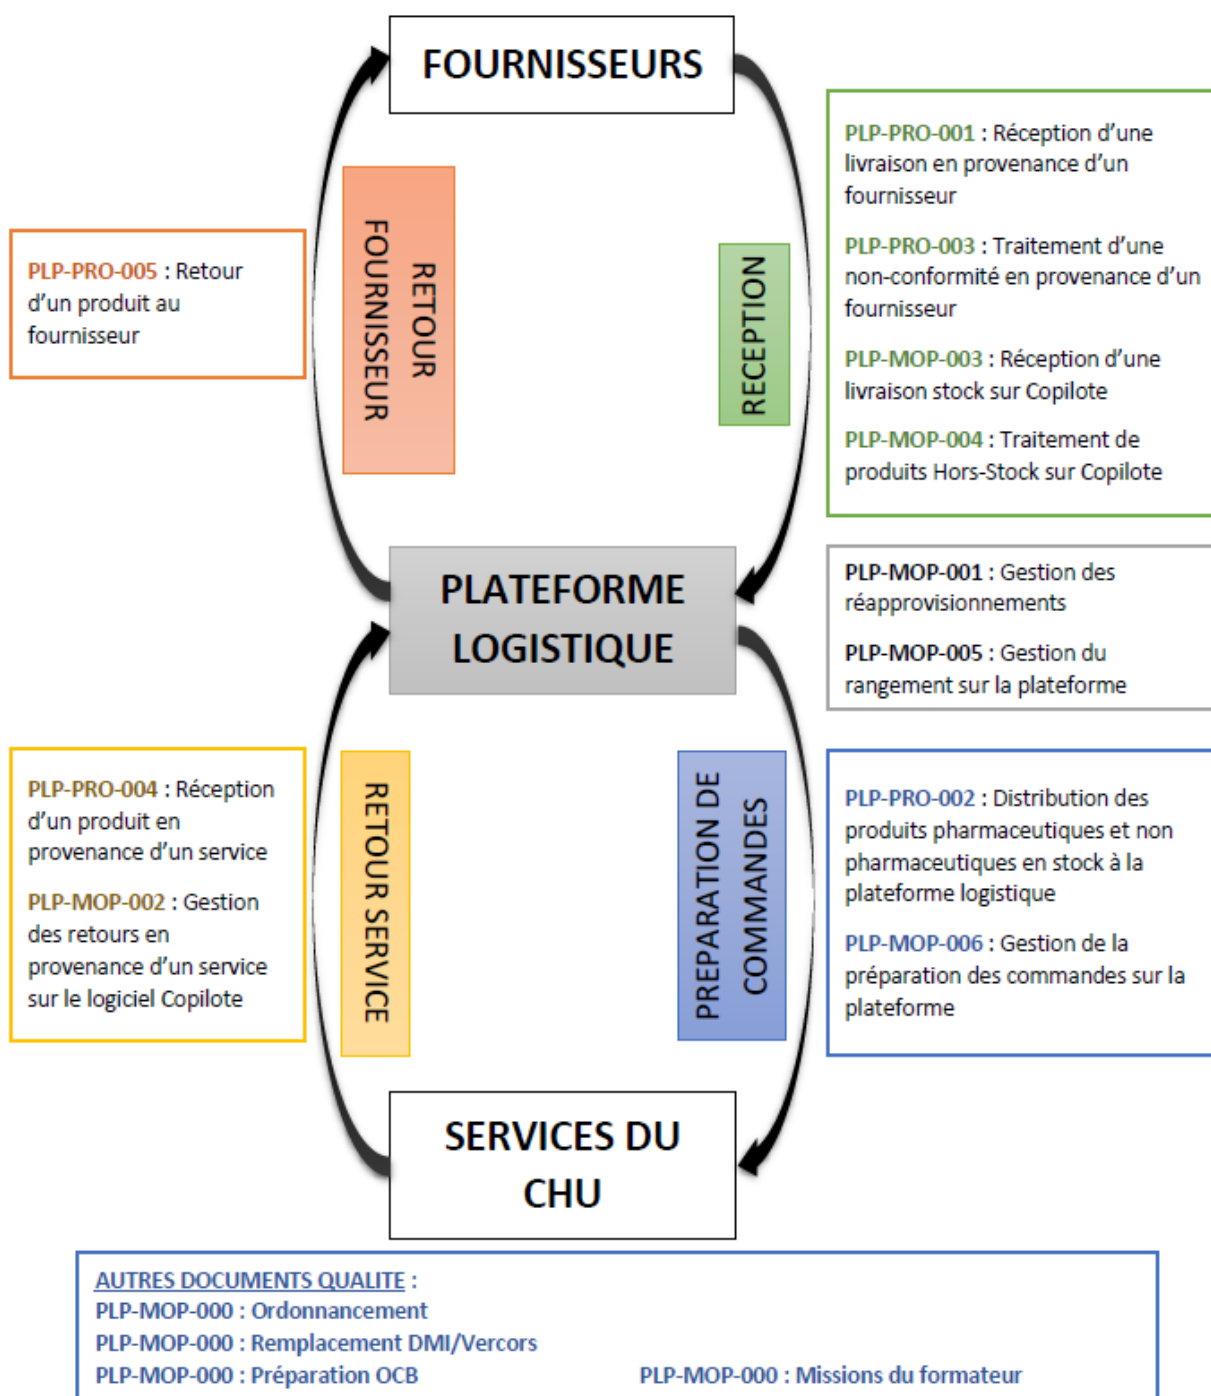 FOURNISSEURS
RETOUR
FOURNISSEUR
RECEPTION
PLP-PRO-001 : Réception d'une
livraison en provenance d'un
fournisseur
PLP-PRO-003 : Traitement d'une
non-conformité en provenance d'un
fournisseur
PLP-MOP-003 : Réception d'une
livraison stock sur Copilote
PLP-MOP-004 : Traitement de
produits Hors-Stock sur Copilote
PLP-PRO-005 : Retour
d'un produit au
fournisseur
PLATEFORME
LOGISTIQUE
PLP-MOP-001 : Gestion des
réapprovisionnements
PLP-MOP-005 : Gestion du
rangement sur la plateforme
PLP-PRO-004 : Réception
d'un produit en
provenance d'un service
PLP-MOP-002 : Gestion
des retours en
provenance d'un service
sur le logiciel Copilote
RETOUR SERVICE
PREPARATION DE
COMMANDES
PLP-PRO-002 : Distribution des
produits pharmaceutiques et non
pharmaceutiques en stock à la
plateforme logistique
PLP-MOP-006 : Gestion de la
préparation des commandes sur la
plateforme
SERVICES DU
CHU
AUTRES DOCUMENTS QUALITE :
PLP-MOP-000 : Ordonnancement
PLP-MOP-000 : Remplacement DMI/Vercors
PLP-MOP-000 : Préparation OCB
PLP-MOP-000 : Missions du formateur